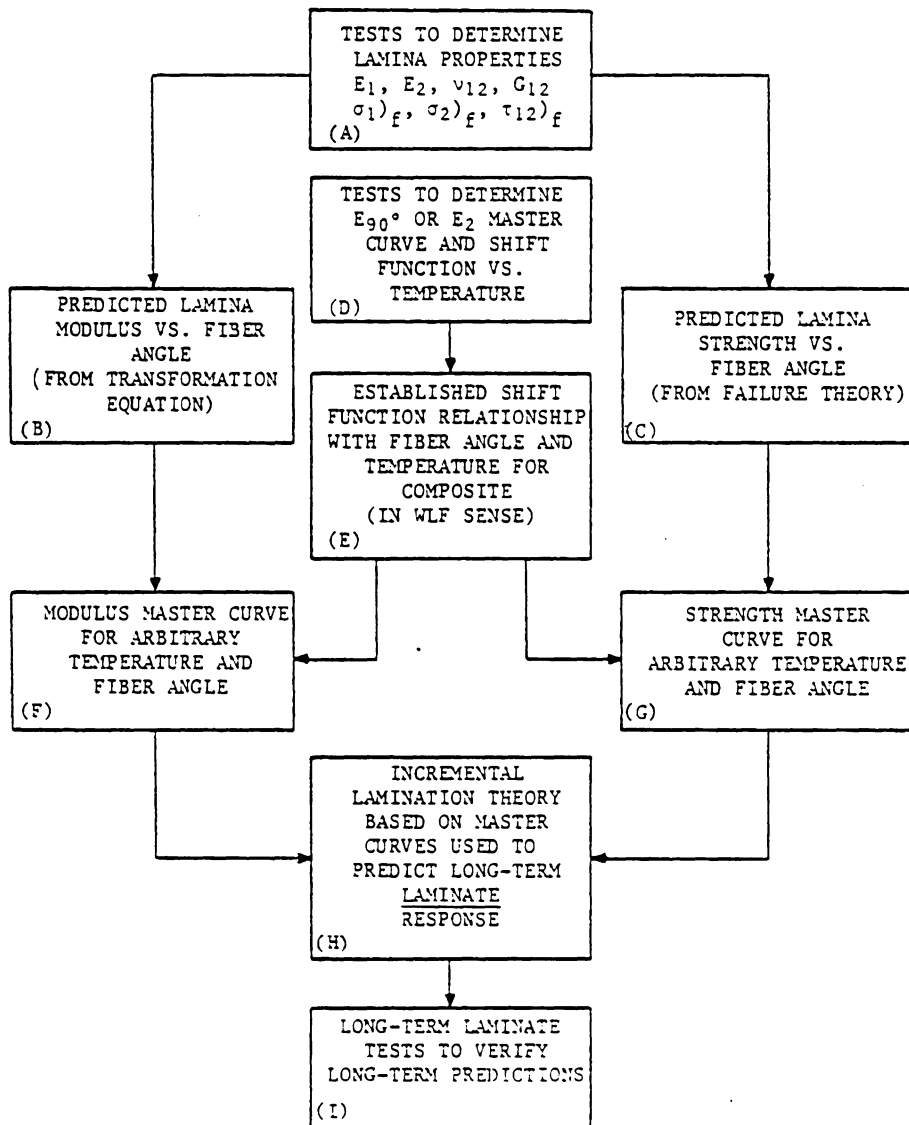 TESTS TO DETERMINE
LAMINA PROPERTIES
E₁, E₂, ν₁₂, G₁₂
σ₁)f, σ₂)f, τ₁₂)f
(A)
TESTS TO DETERMINE
E₉₀° OR E₂ MASTER
CURVE AND SHIFT
FUNCTION VS.
TEMPERATURE
(D)
PREDICTED LAMINA
MODULUS VS. FIBER
ANGLE
(FROM TRANSFORMATION
EQUATION)
(B)
PREDICTED LAMINA
STRENGTH VS.
FIBER ANGLE
(FROM FAILURE THEORY)
(C)
ESTABLISHED SHIFT
FUNCTION RELATIONSHIP
WITH FIBER ANGLE AND
TEMPERATURE FOR
COMPOSITE
(IN WLF SENSE)
(E)
MODULUS MASTER CURVE
FOR ARBITRARY
TEMPERATURE AND
FIBER ANGLE
(F)
STRENGTH MASTER
CURVE FOR
ARBITRARY TEMPERATURE
AND FIBER ANGLE
(G)
INCREMENTAL
LAMINATION THEORY
BASED ON MASTER
CURVES USED TO
PREDICT LONG-TERM
LAMINATE
RESPONSE
(H)
LONG-TERM LAMINATE
TESTS TO VERIFY
LONG-TERM PREDICTIONS
(I)